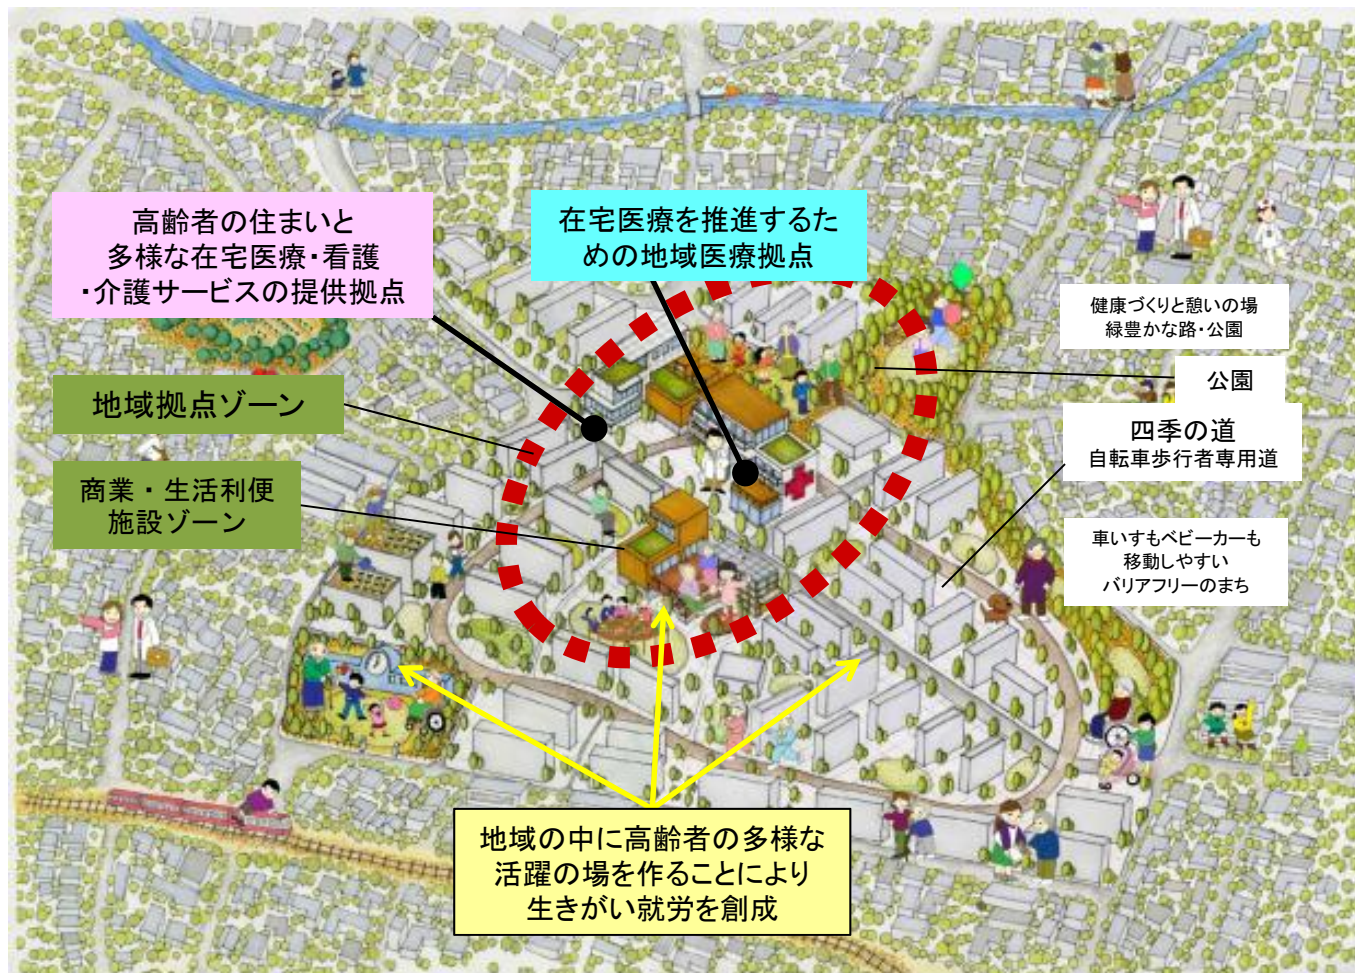 高齢者の住まいと
多様な在宅医療・看護
・介護サービスの提供拠点
在宅医療を推進するた
めの地域医療拠点
健康づくりと憩いの場
緑豊かな路・公園
公園
地域拠点ゾーン
四季の道
自転車歩行者専用道
商業・生活利便
施設ゾーン
車いすもベビーカーも
移動しやすい
バリアフリーのまち
地域の中に高齢者の多様な
活躍の場を作ることにより
生きがい就労を創成